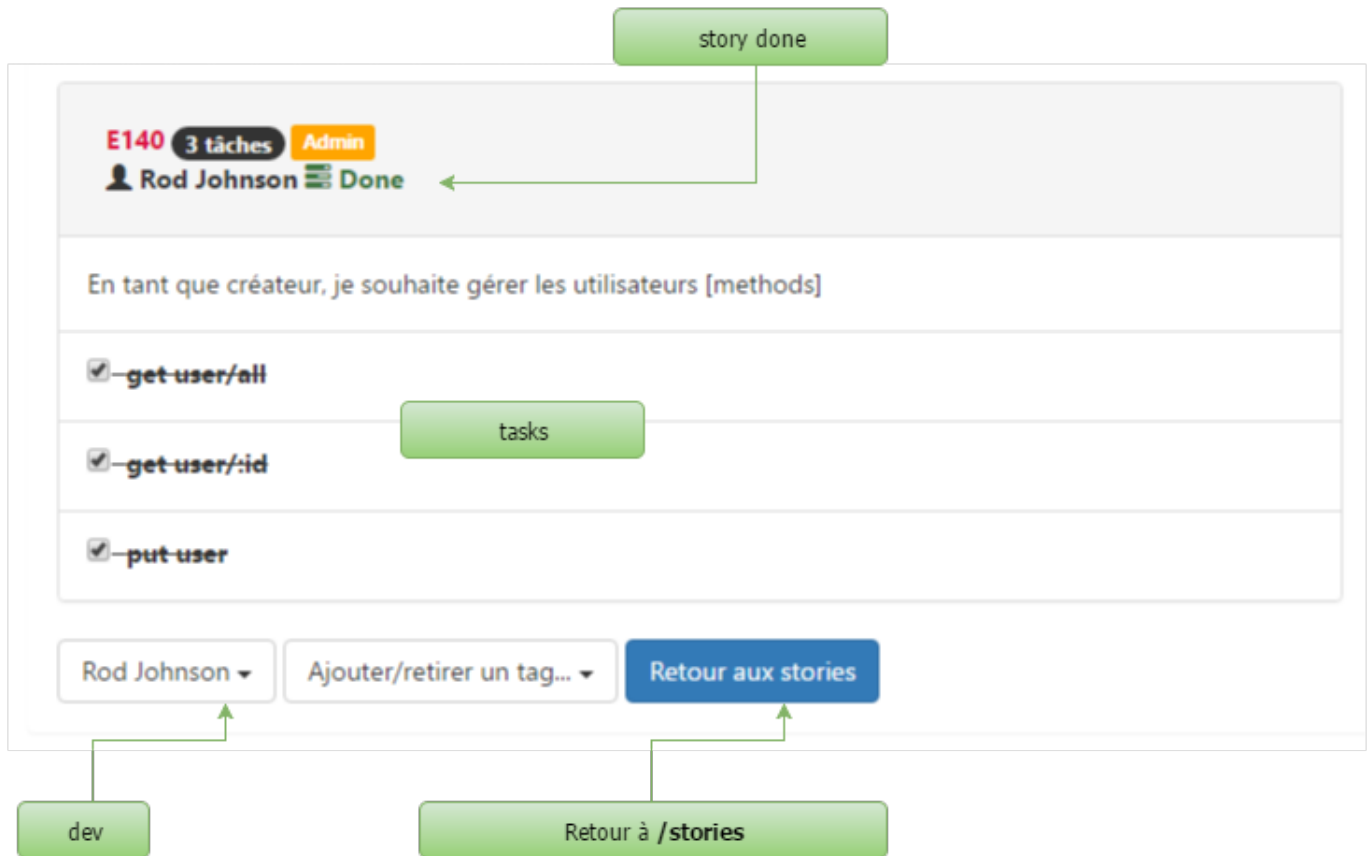 story done
E140 3 tâches Admin
Rod Johnson Done
En tant que créateur, je souhaite gérer les utilisateurs [methods]
get user/all
tasks
get user/:id
put user
Rod Johnson Ajouter/retirer un tag... Retour aux stories
dev Retour à /stories